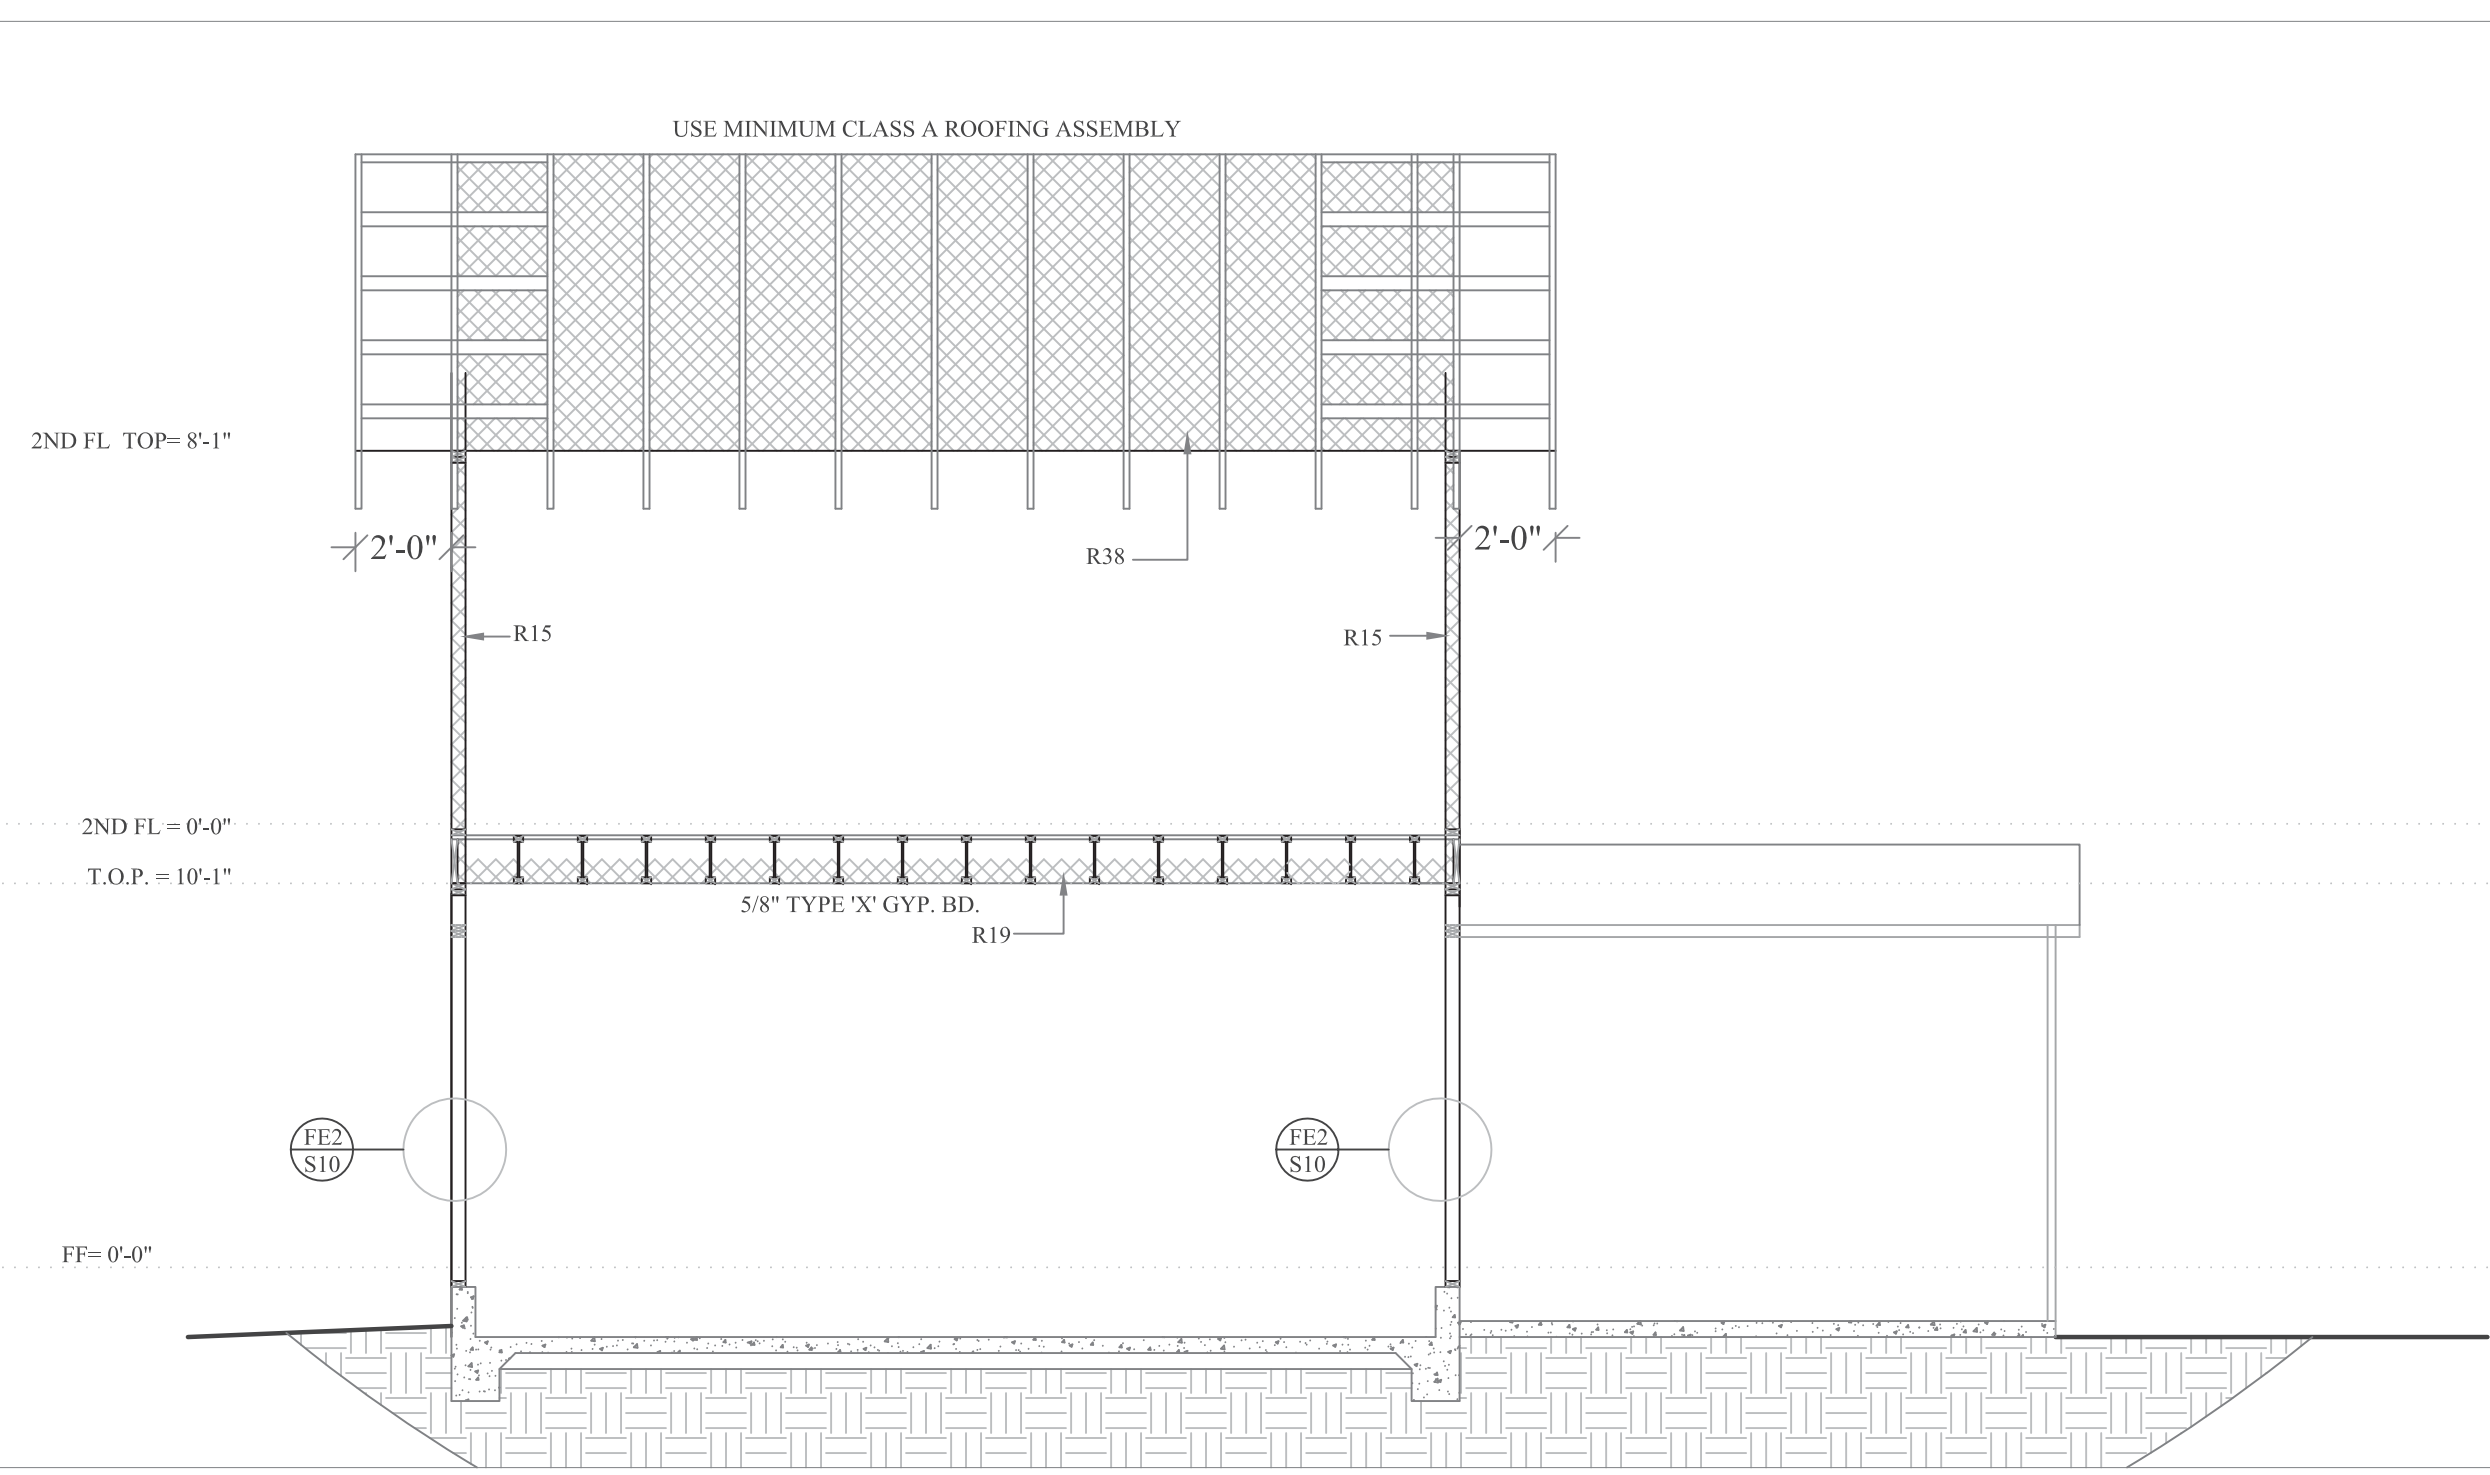 USE MINIMUM CLASS A ROOFING ASSEMBLY
2ND FL TOP= 8'-1"
2'-0"
2'-0"
R38
R15
R15
2ND FL = 0'-0"
T.O.P. = 10'-1"
5/8" TYPE 'X' GYP. BD.
R19
FE2
S10
FE2
S10
FF= 0'-0"